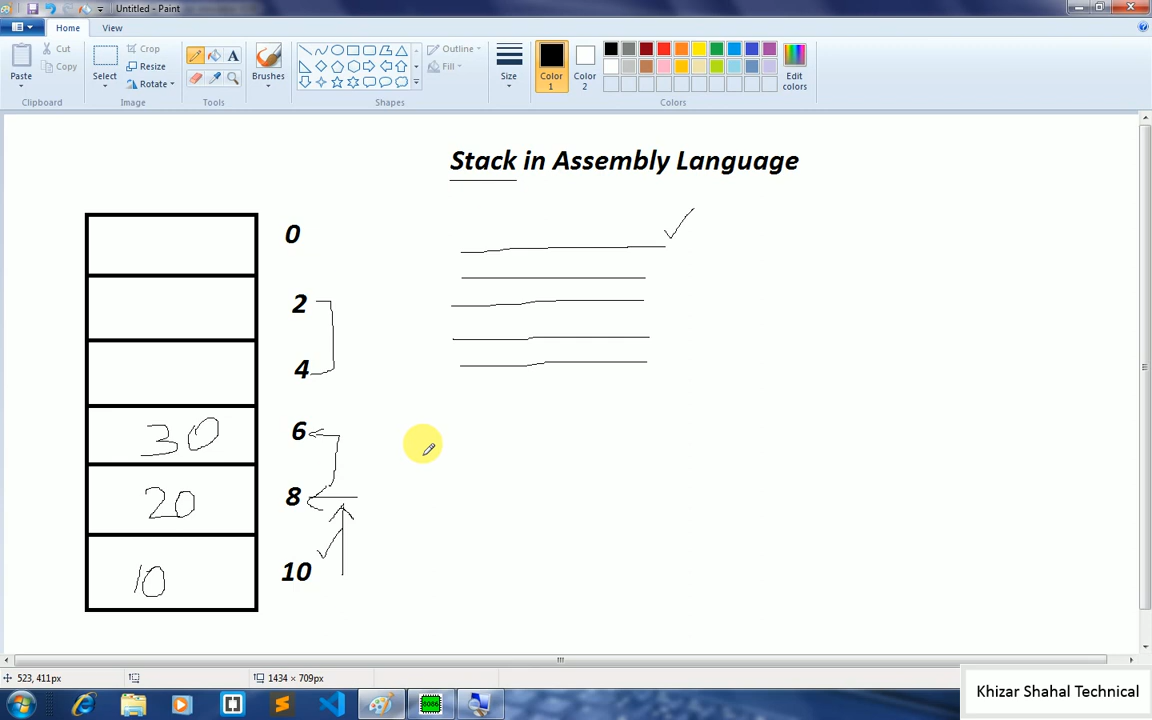 Untitled - Paint
Home View
Paste
Clipboard
Select
Crop
Resize
Rotate
Image
Tools
Brushes
Shapes
Outline
Fill
Size
Color 1
Color 2
Edit colors
Colors
Cut
Copy
Stack in Assembly Language
0
2
4
30 6
20 8
10 10
523, 411px
1434 × 709px
8086
Khizar Shahal Technical